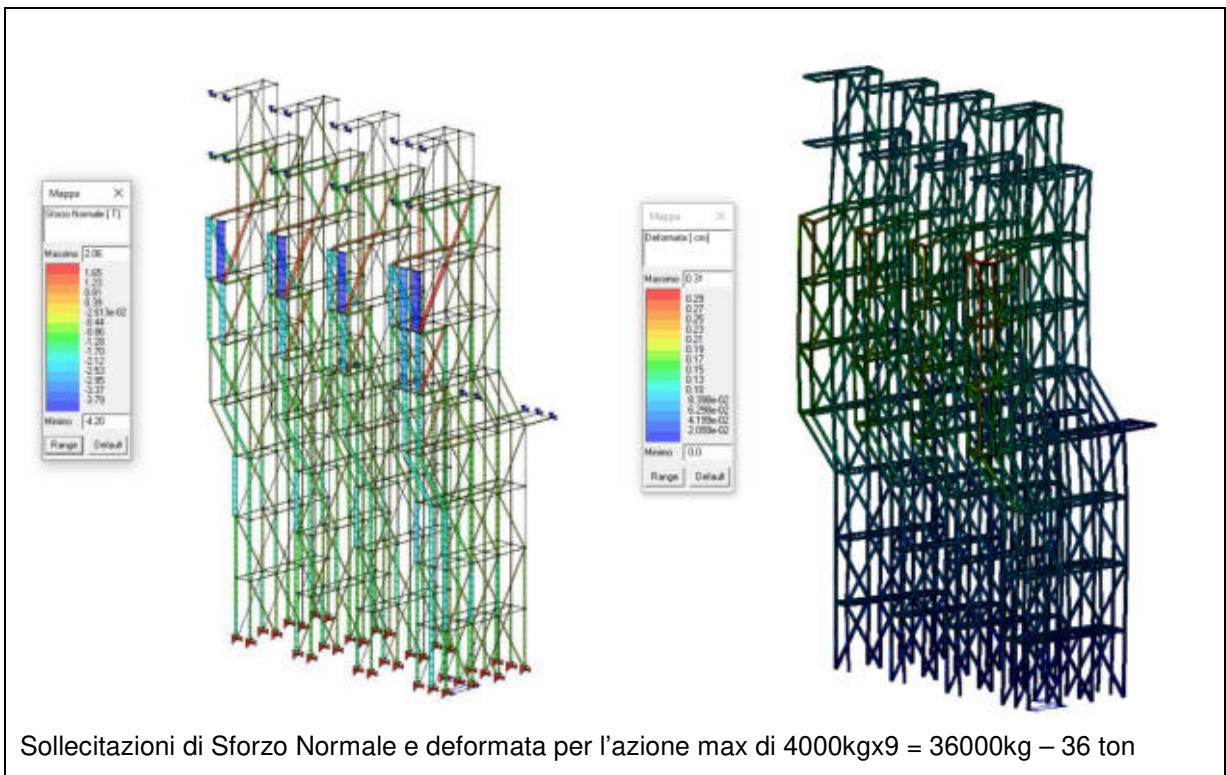 Mappa
Sforzo Normale [ T]
Massimo 2.06
1.65
1.23
0.81
0.39
-2.613e-02
-0.44
-0.86
-1.28
-1.70
-2.12
-2.53
-2.95
-3.37
-3.79
Minimo -4.20
Range Default
Mappa
Deformata [ cm]
Massimo 0.31
0.29
0.27
0.25
0.23
0.21
0.19
0.17
0.15
0.13
0.10
Minimo 0.0
Range Default
Sollecitazioni di Sforzo Normale e deformata per l’azione max di 4000kgx9 = 36000kg – 36 ton